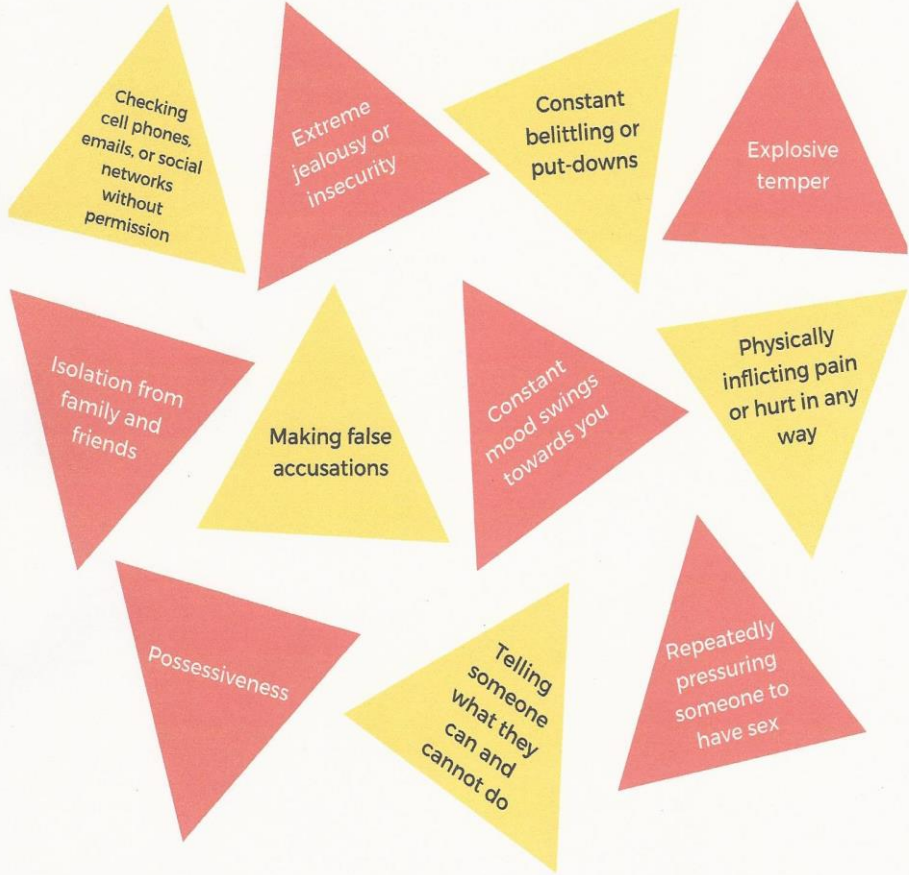 Checking
cell phones,
emails, or social
networks
without
permission
Extreme
jealousy or
insecurity
Constant
belittling or
put-downs
Explosive
temper
Isolation from
family and
friends
Making false
accusations
Constant
mood swings
towards you
Physically
inflicting pain
or hurt in any
way
Possessiveness
Telling
someone
what they
can and
cannot do
Repeatedly
pressuring
someone to
have sex